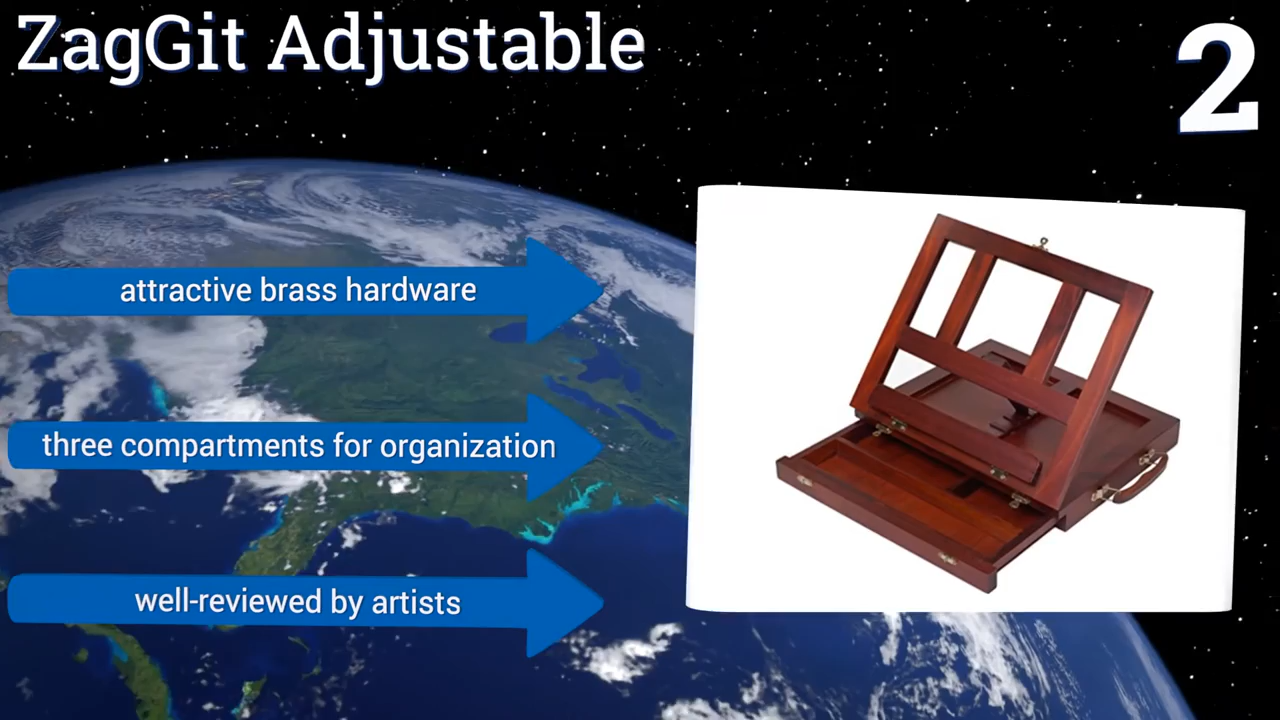 ZagGit Adjustable
2
attractive brass hardware
three compartments for organization
well-reviewed by artists